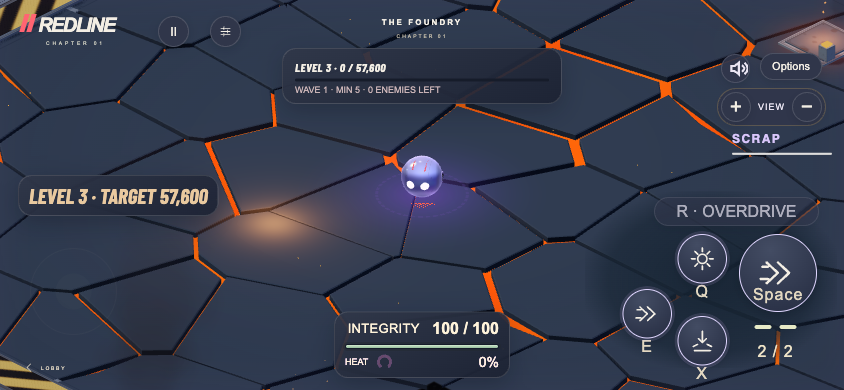 REDLINE
CHAPTER 01
THE FOUNDRY
CHAPTER 01
LEVEL 3 · 0 / 57,600
WAVE 1 · MIN 5 · 0 ENEMIES LEFT
Options
+ VIEW −
SCRAP
LEVEL 3 · TARGET 57,600
R · OVERDRIVE
Q
Space
E
X
2 / 2
INTEGRITY 100 / 100
HEAT 0%
LOBBY